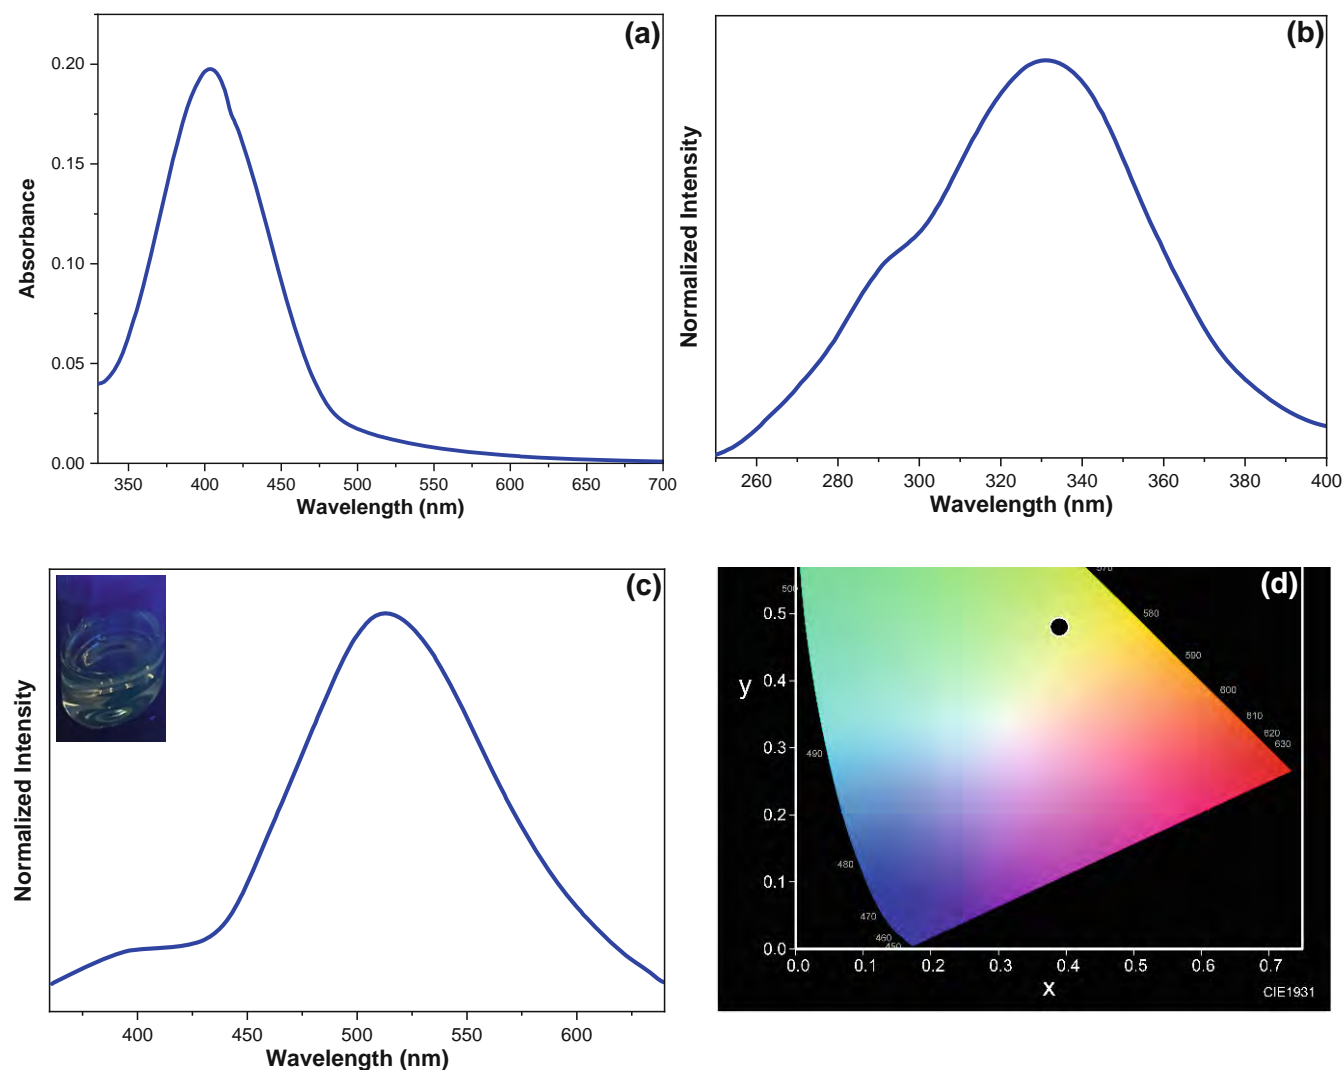 (a)
0.20
0.15
0.10
0.05
0.00
Absorbance
350 400 450 500 550 600 650 700
Wavelength (nm)
(b)
Normalized Intensity
260 280 300 320 340 360 380 400
Wavelength (nm)
(c)
Normalized Intensity
400 450 500 550 600
Wavelength (nm)
(d)
500
570
580
590
600
610
620
630
490
480
470
460
450
0.5
0.4
0.3
0.2
0.1
0.0
y
0.0 0.1 0.2 0.3 0.4 0.5 0.6 0.7
x
CIE1931